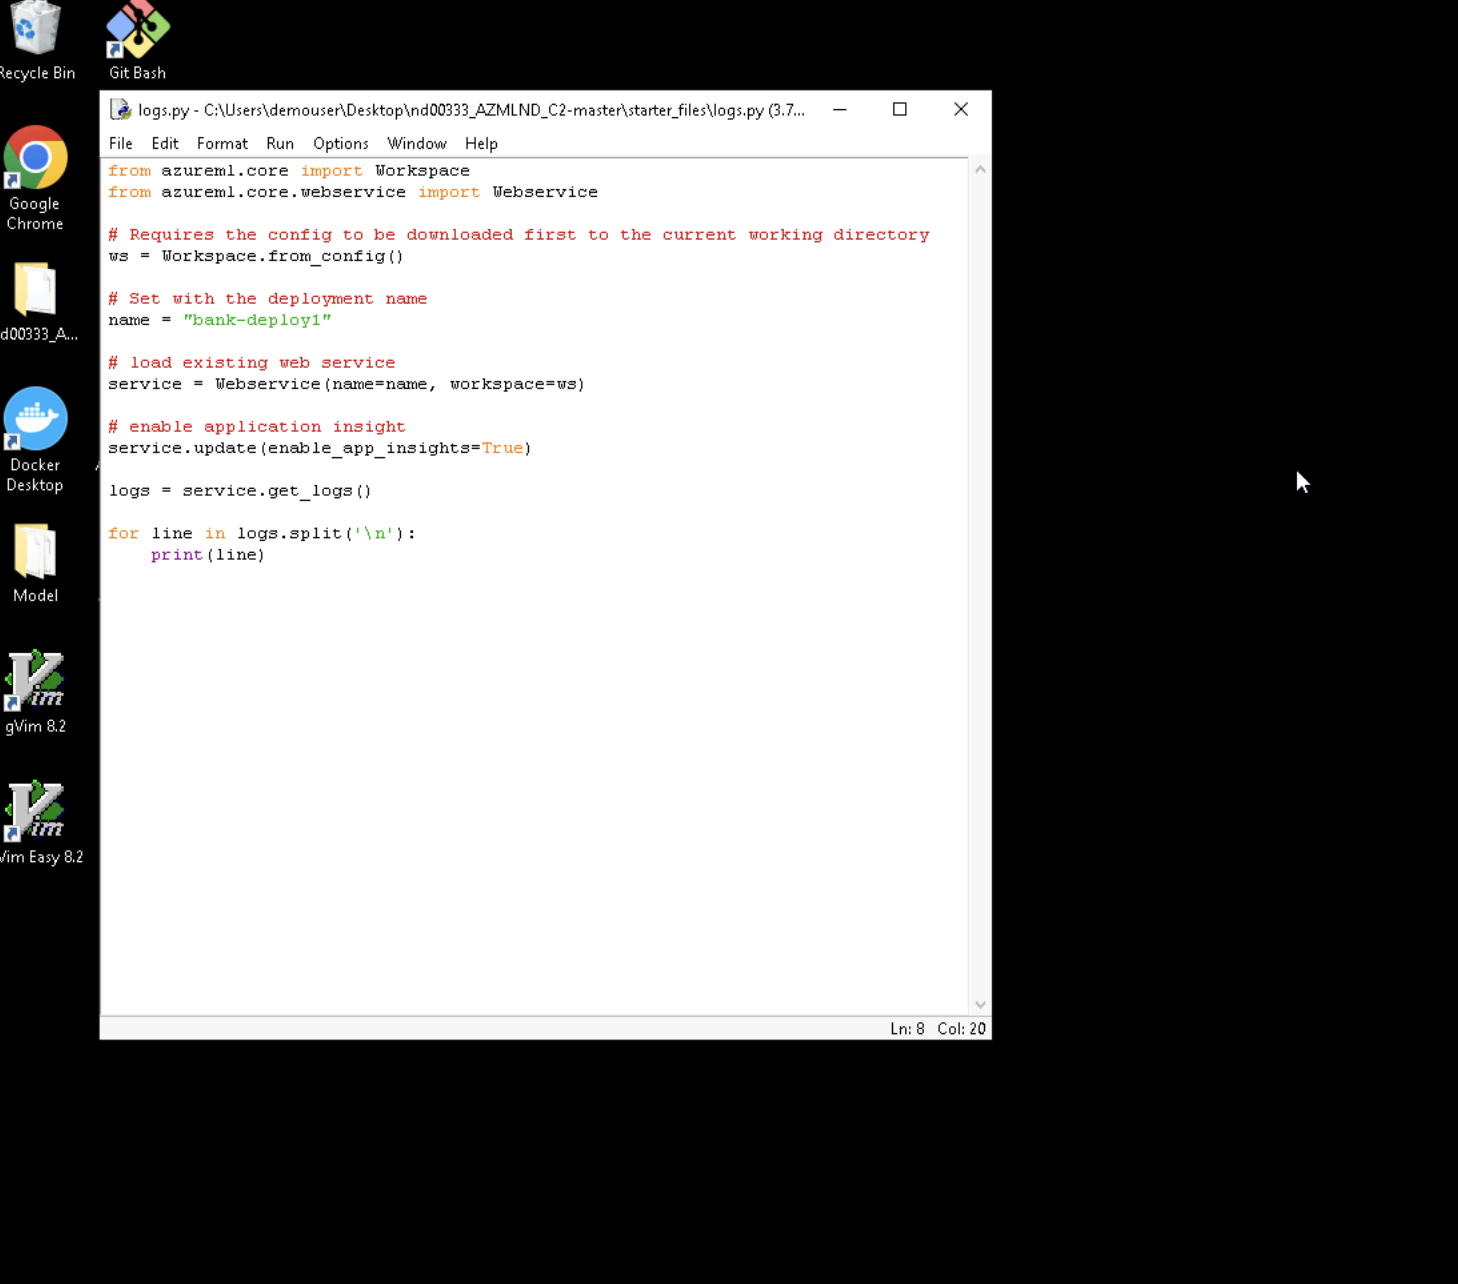 Recycle Bin
Git Bash
logs.py - C:\Users\demouser\Desktop\nd00333_AZMLND_C2-master\starter_files\logs.py (3.7...
File Edit Format Run Options Window Help
from azureml.core import Workspace
from azureml.core.webservice import Webservice
# Requires the config to be downloaded first to the current working directory
ws = Workspace.from_config()
# Set with the deployment name
name = "bank-deploy1"
# load existing web service
service = Webservice(name=name, workspace=ws)
# enable application insight
service.update(enable_app_insights=True)
logs = service.get_logs()
for line in logs.split('\n'):
    print(line)
Ln: 8 Col: 20
Google
Chrome
d00333_A...
Docker
Desktop
Model
gVim 8.2
Vim Easy 8.2